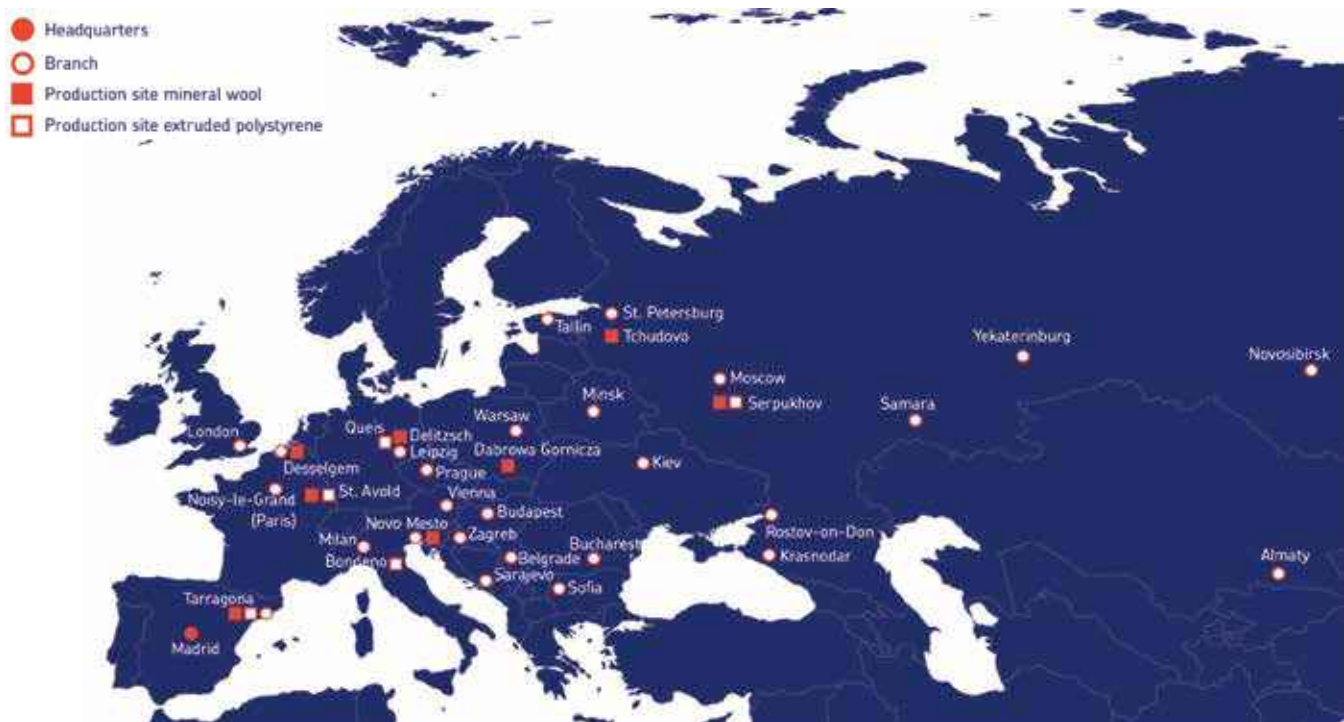 Headquarters
Branch
Production site mineral wool
Production site extruded polystyrene
Tallin
St. Petersburg
Tchudovo
Yekaterinburg
Novosibirsk
Moscow
Serpukhov
Samara
Minsk
Warsaw
London
Queis
Delitzsch
Leipzig
Dabrowa Gornicza
Desselgem
Prague
Kiev
Noisy-le-Grand
(Paris)
St. Avold
Vienna
Budapest
Novo Mesto
Zagreb
Milan
Bondeno
Belgrade
Bucharest
Sarajevo
Sofia
Rostov-on-Don
Krasnodar
Almaty
Tarragona
Madrid